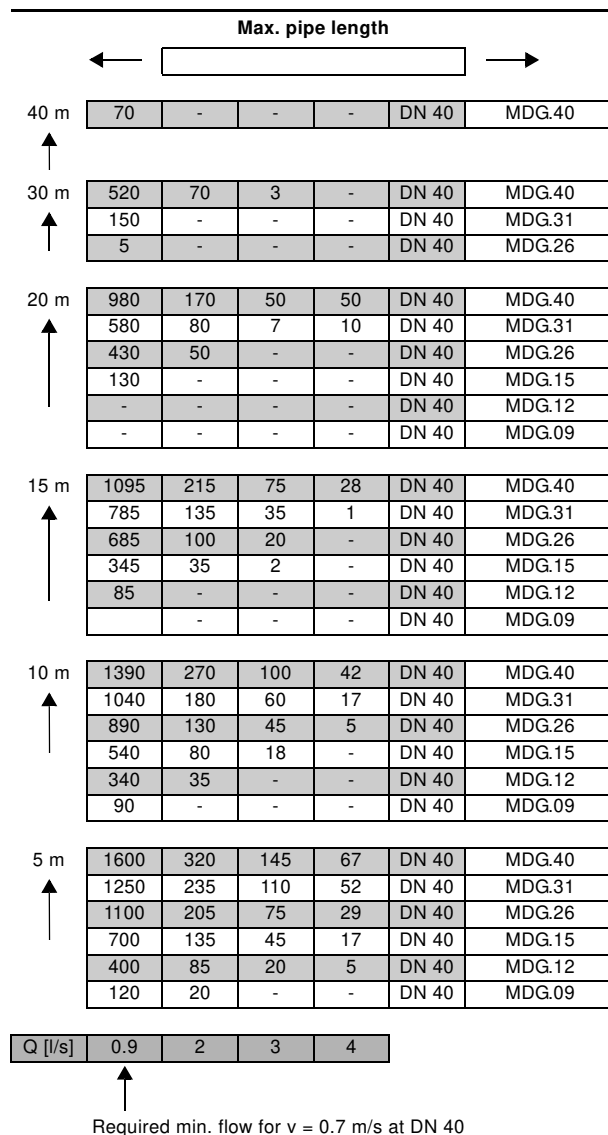 Max. pipe length
40 m 70 - - - DN 40 MDG.40
30 m 520 70 3 - DN 40 MDG.40
150 - - - DN 40 MDG.31
5 - - - DN 40 MDG.26
20 m 980 170 50 50 DN 40 MDG.40
580 80 7 10 DN 40 MDG.31
430 50 - - DN 40 MDG.26
130 - - - DN 40 MDG.15
- - - - DN 40 MDG.12
- - - - DN 40 MDG.09
15 m 1095 215 75 28 DN 40 MDG.40
785 135 35 1 DN 40 MDG.31
685 100 20 - DN 40 MDG.26
345 35 2 - DN 40 MDG.15
85 - - - DN 40 MDG.12
- - - DN 40 MDG.09
10 m 1390 270 100 42 DN 40 MDG.40
1040 180 60 17 DN 40 MDG.31
890 130 45 5 DN 40 MDG.26
540 80 18 - DN 40 MDG.15
340 35 - - DN 40 MDG.12
90 - - - DN 40 MDG.09
5 m 1600 320 145 67 DN 40 MDG.40
1250 235 110 52 DN 40 MDG.31
1100 205 75 29 DN 40 MDG.26
700 135 45 17 DN 40 MDG.15
400 85 20 5 DN 40 MDG.12
120 20 - - DN 40 MDG.09
Q [l/s] 0.9 2 3 4
Required min. flow for v = 0.7 m/s at DN 40